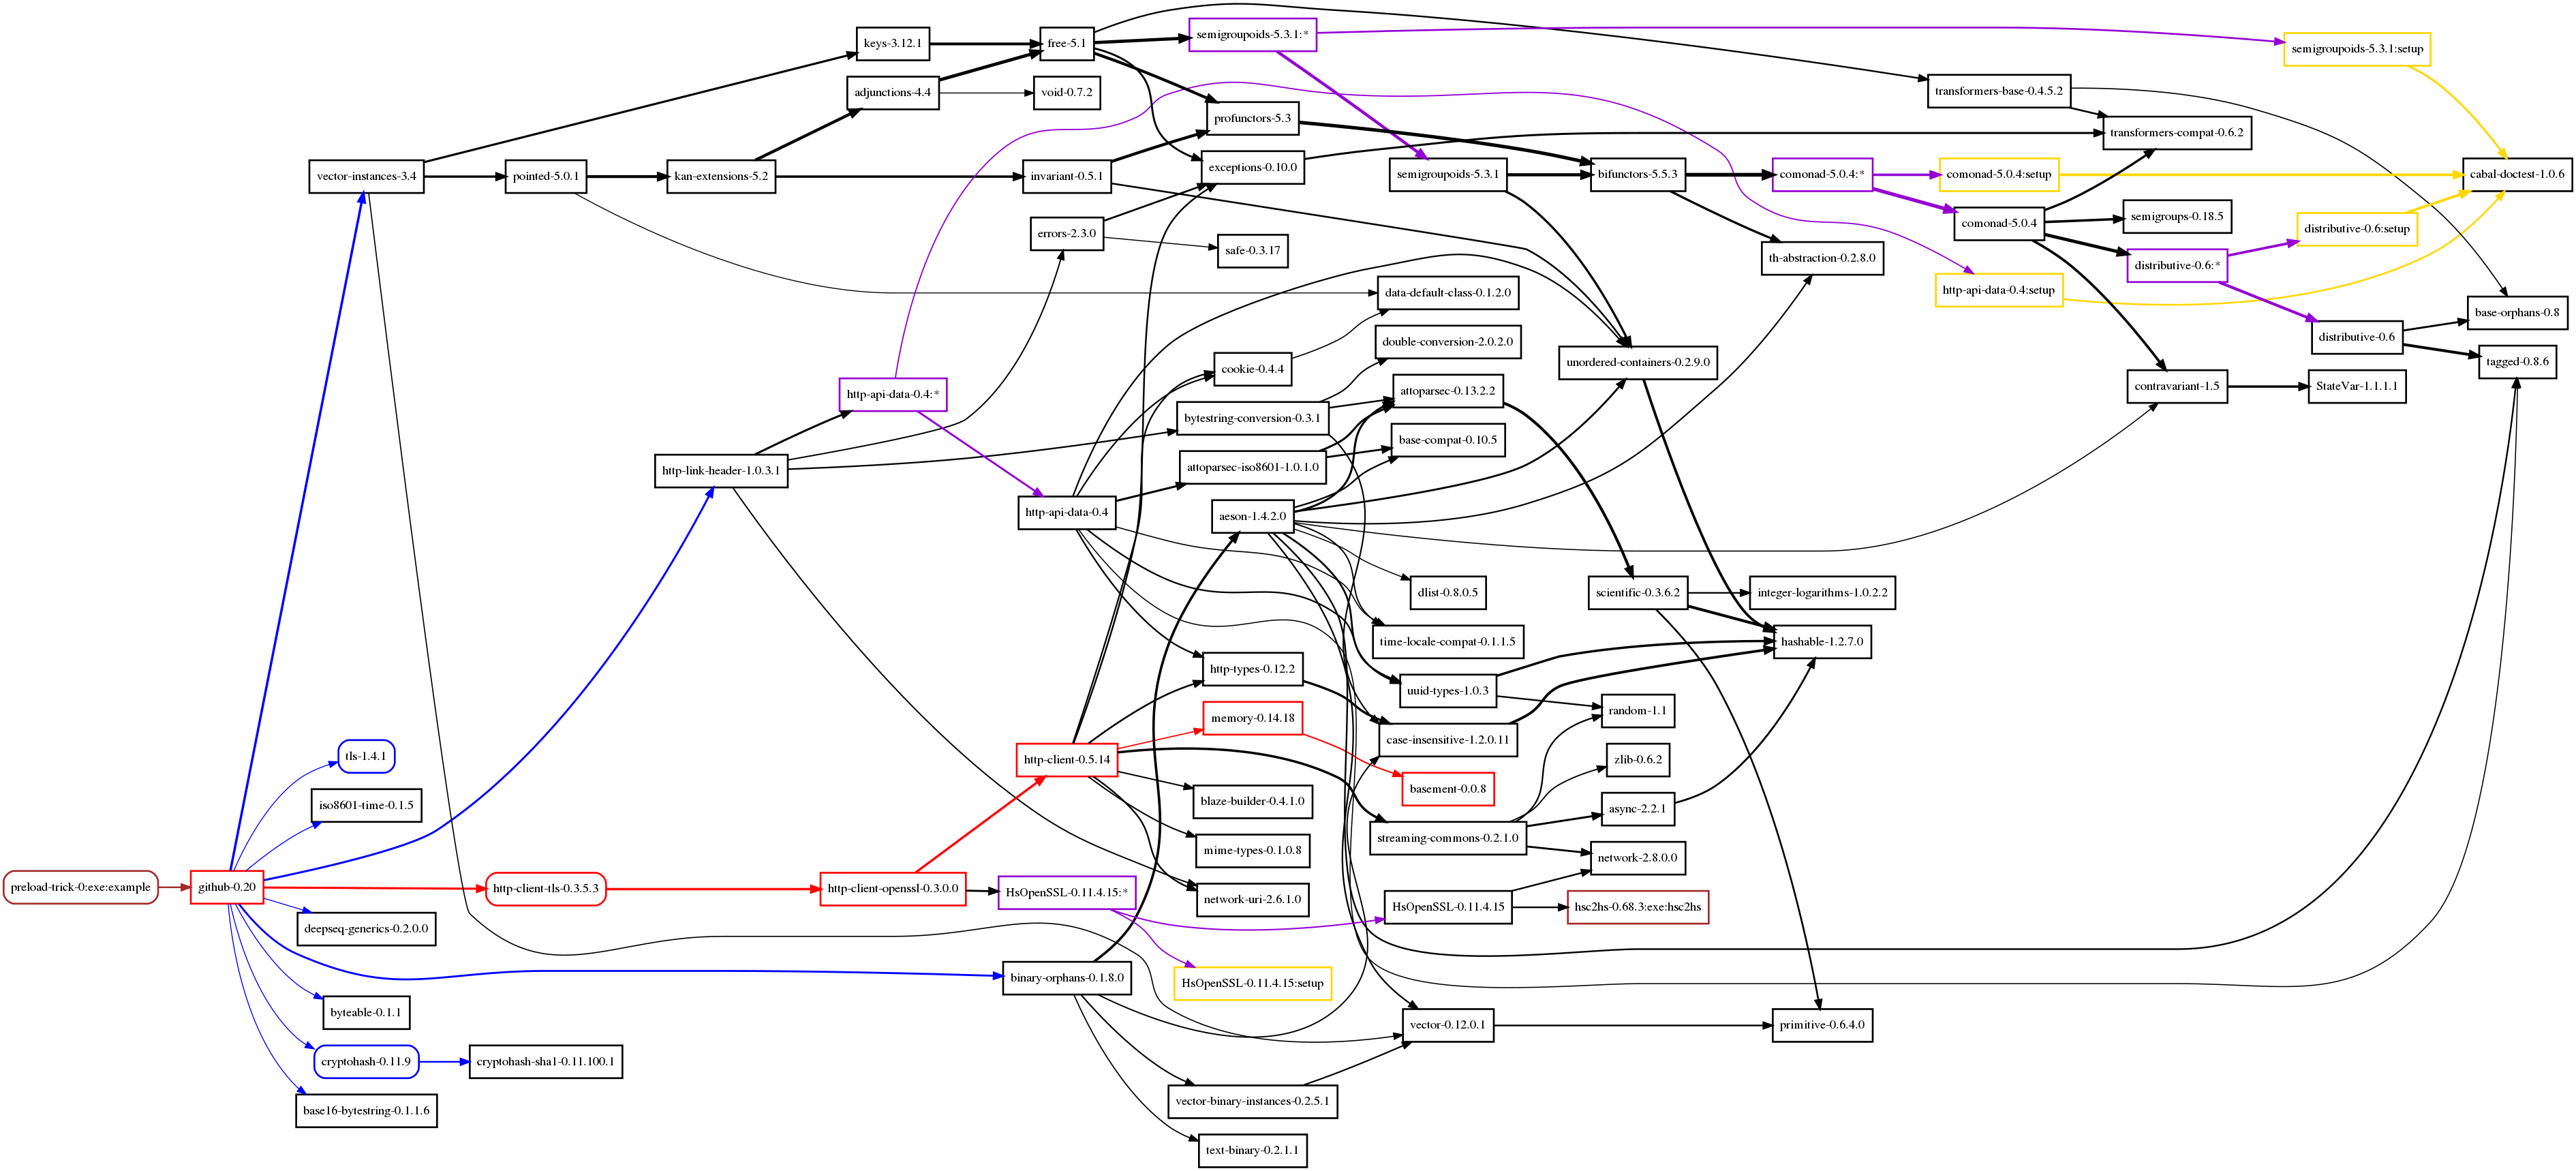 preload-trick-0:exe:example
github-0.20
vector-instances-3.4
tls-1.4.1
iso8601-time-0.1.5
deepseq-generics-0.2.0.0
byteable-0.1.1
cryptohash-0.11.9
base16-bytestring-0.1.1.6
pointed-5.0.1
http-client-tls-0.3.5.3
cryptohash-sha1-0.11.100.1
kan-extensions-5.2
http-link-header-1.0.3.1
keys-3.12.1
adjunctions-4.4
http-api-data-0.4:*
http-client-openssl-0.3.0.0
free-5.1
void-0.7.2
invariant-0.5.1
errors-2.3.0
http-api-data-0.4
http-client-0.5.14
HsOpenSSL-0.11.4.15:*
binary-orphans-0.1.8.0
semigroupoids-5.3.1:*
profunctors-5.3
exceptions-0.10.0
safe-0.3.17
cookie-0.4.4
bytestring-conversion-0.3.1
attoparsec-iso8601-1.0.1.0
aeson-1.4.2.0
http-types-0.12.2
memory-0.14.18
blaze-builder-0.4.1.0
mime-types-0.1.0.8
network-uri-2.6.1.0
HsOpenSSL-0.11.4.15:setup
vector-binary-instances-0.2.5.1
text-binary-0.2.1.1
semigroupoids-5.3.1
data-default-class-0.1.2.0
double-conversion-2.0.2.0
attoparsec-0.13.2.2
base-compat-0.10.5
dlist-0.8.0.5
time-locale-compat-0.1.1.5
uuid-types-1.0.3
case-insensitive-1.2.0.11
basement-0.0.8
streaming-commons-0.2.1.0
HsOpenSSL-0.11.4.15
vector-0.12.0.1
bifunctors-5.5.3
unordered-containers-0.2.9.0
scientific-0.3.6.2
random-1.1
zlib-0.6.2
async-2.2.1
network-2.8.0.0
hsc2hs-0.68.3:exe:hsc2hs
comonad-5.0.4:*
th-abstraction-0.2.8.0
integer-logarithms-1.0.2.2
hashable-1.2.7.0
primitive-0.6.4.0
transformers-base-0.4.5.2
comonad-5.0.4:setup
comonad-5.0.4
http-api-data-0.4:setup
transformers-compat-0.6.2
semigroups-0.18.5
distributive-0.6:*
contravariant-1.5
semigroupoids-5.3.1:setup
distributive-0.6:setup
distributive-0.6
StateVar-1.1.1.1
cabal-doctest-1.0.6
base-orphans-0.8
tagged-0.8.6